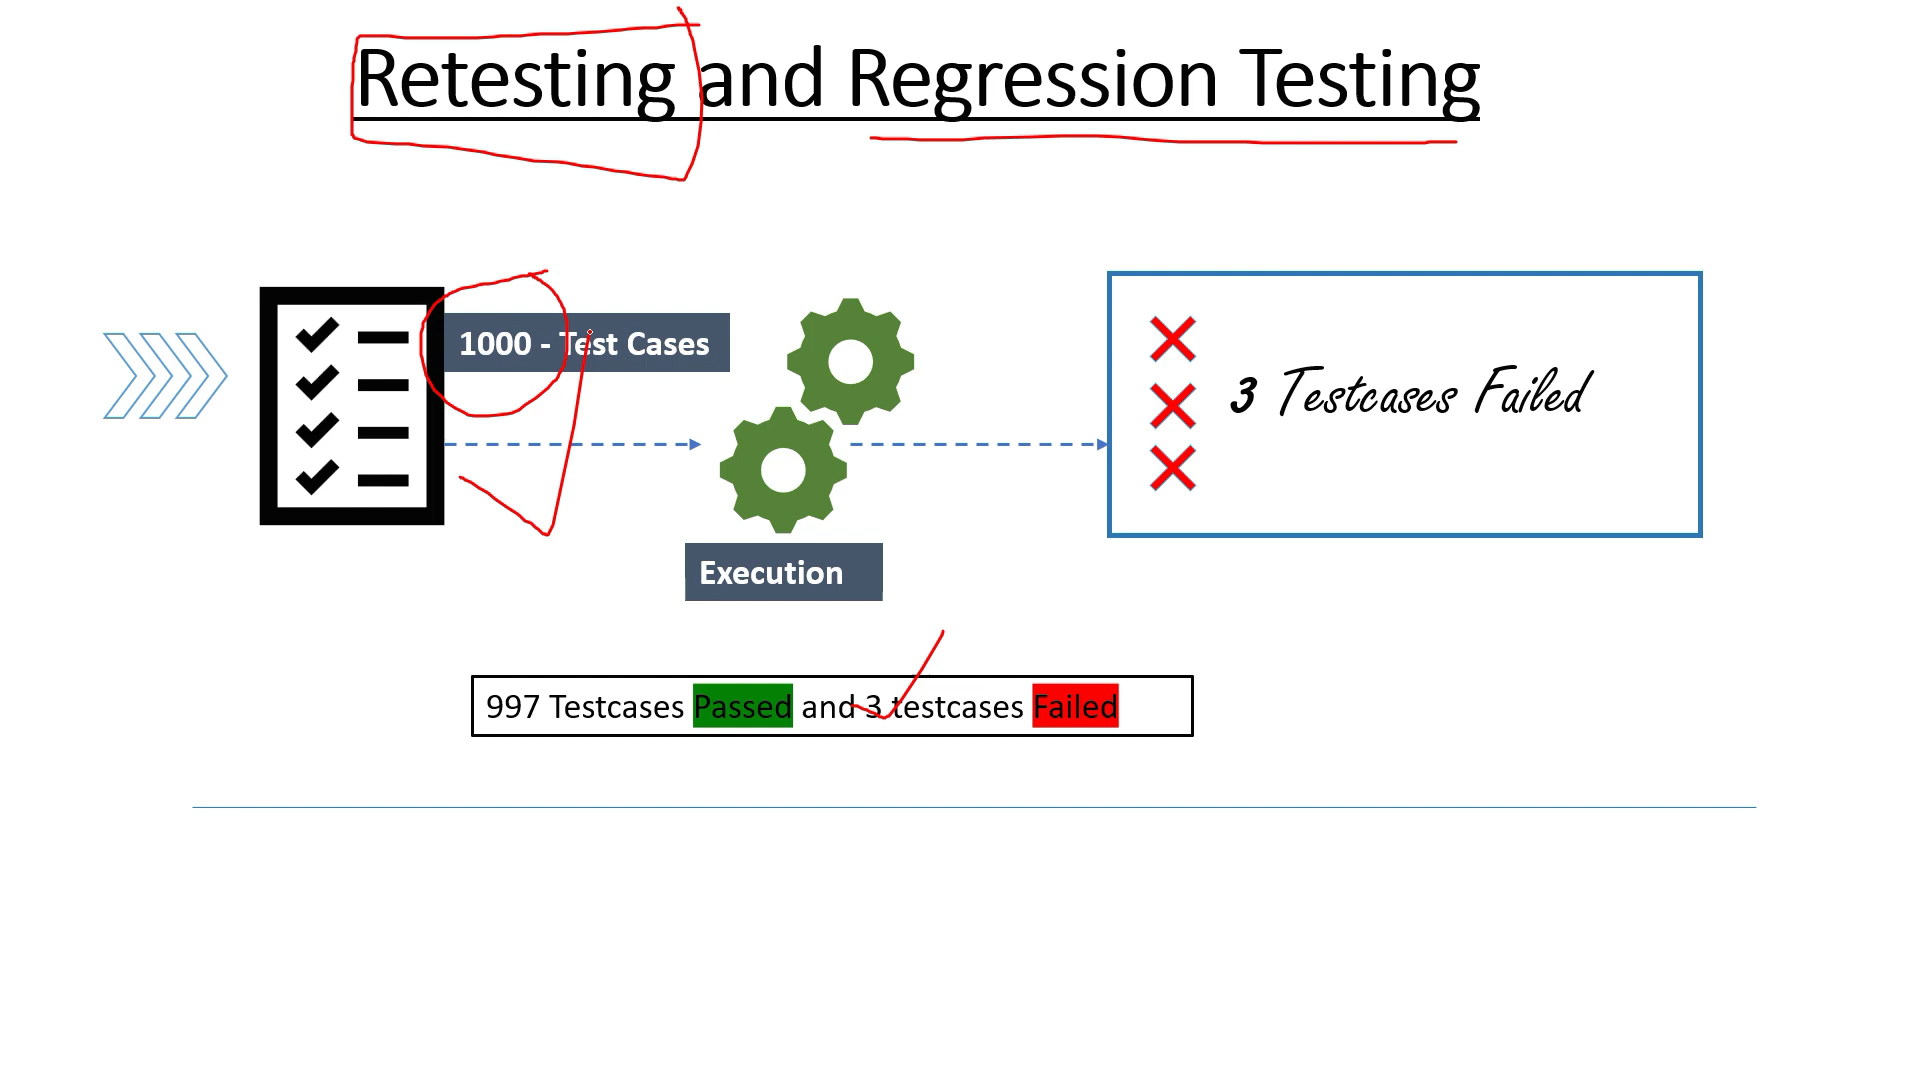 Retesting and Regression Testing
1000 - Test Cases
3 Testcases Failed
Execution
997 Testcases Passed and 3 testcases Failed